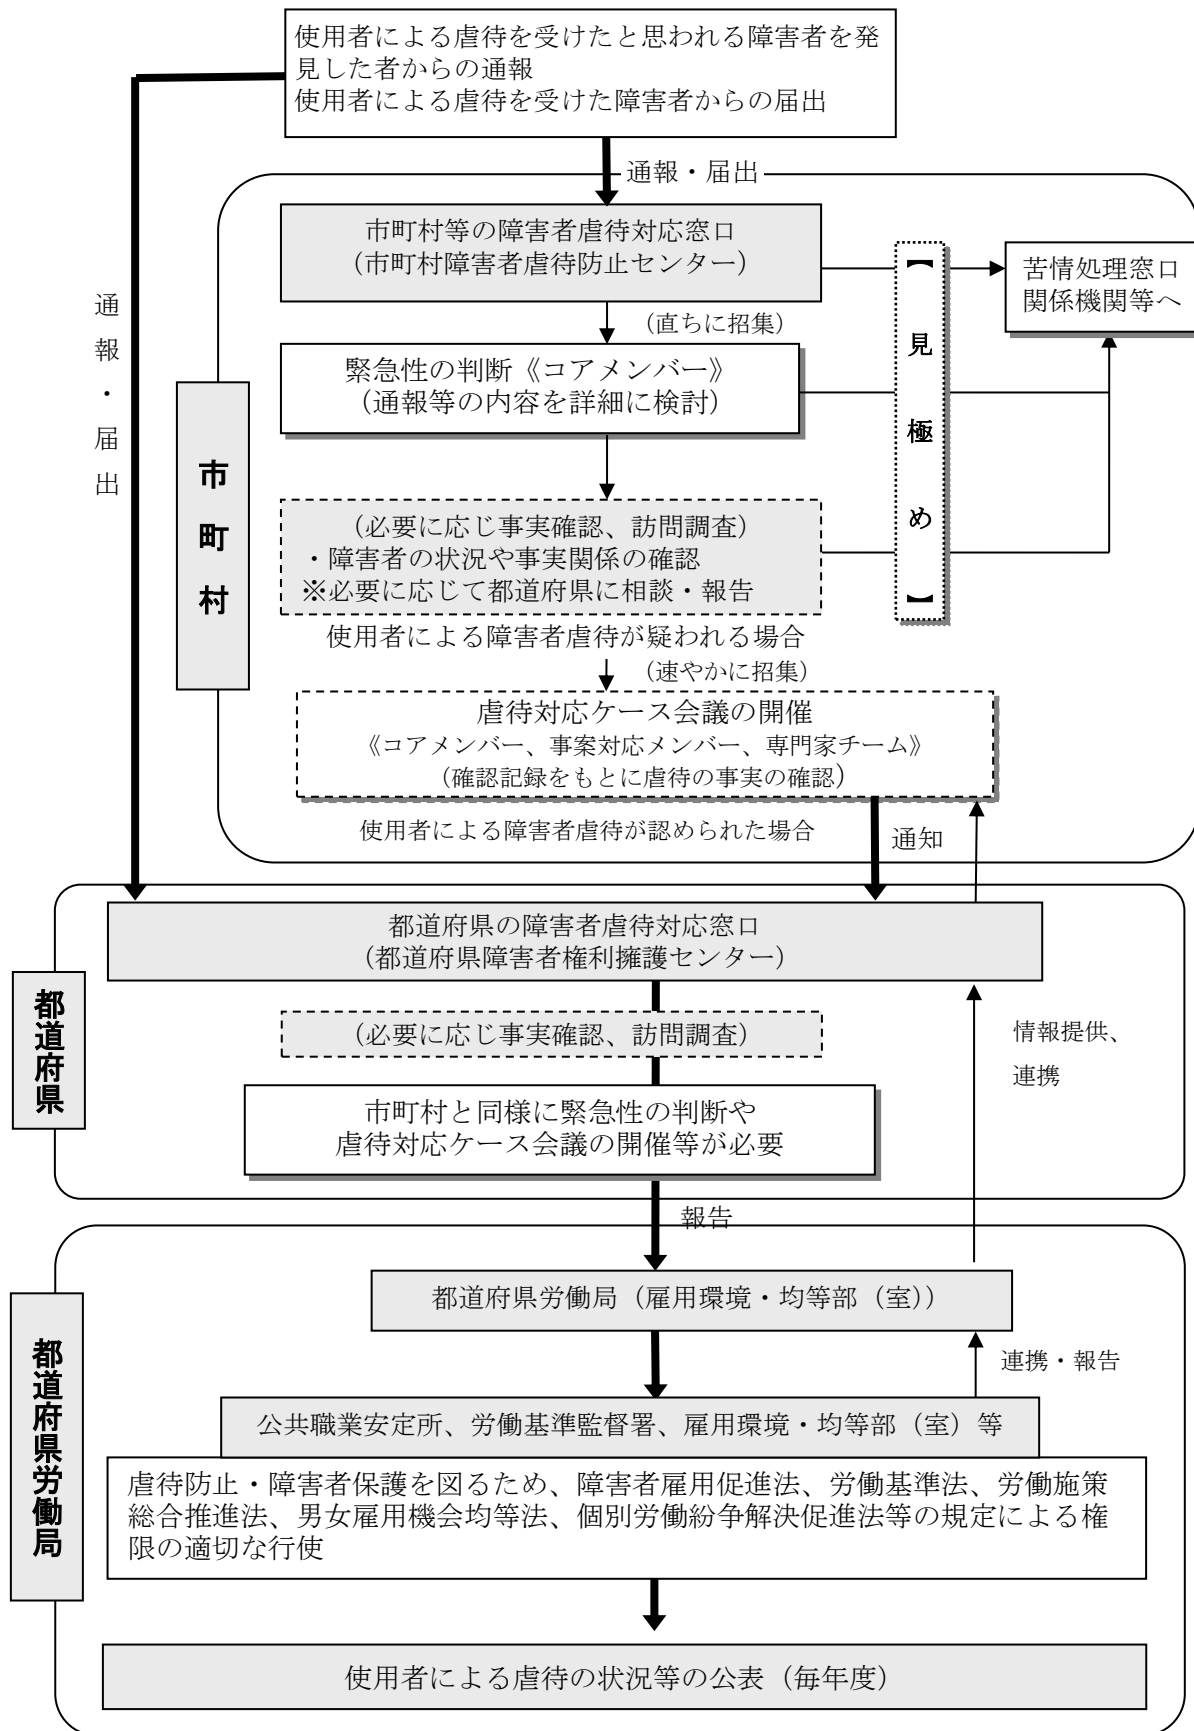 使用者による虐待を受けたと思われる障害者を発
見した者からの通報
使用者による虐待を受けた障害者からの届出
通報・届出
通報・届出
市町村
市町村等の障害者虐待対応窓口
（市町村障害者虐待防止センター）
【見極め】
苦情処理窓口
関係機関等へ
（直ちに招集）
緊急性の判断《コアメンバー》
（通報等の内容を詳細に検討）
（必要に応じ事実確認、訪問調査）
・障害者の状況や事実関係の確認
※必要に応じて都道府県に相談・報告
使用者による障害者虐待が疑われる場合
（速やかに招集）
虐待対応ケース会議の開催
《コアメンバー、事案対応メンバー、専門家チーム》
（確認記録をもとに虐待の事実の確認）
使用者による障害者虐待が認められた場合
通知
都道府県
都道府県の障害者虐待対応窓口
（都道府県障害者権利擁護センター）
（必要に応じ事実確認、訪問調査）
情報提供、
連携
市町村と同様に緊急性の判断や
虐待対応ケース会議の開催等が必要
報告
都道府県労働局
都道府県労働局（雇用環境・均等部（室））
連携・報告
公共職業安定所、労働基準監督署、雇用環境・均等部（室）等
虐待防止・障害者保護を図るため、障害者雇用促進法、労働基準法、労働施策
総合推進法、男女雇用機会均等法、個別労働紛争解決促進法等の規定による権
限の適切な行使
使用者による虐待の状況等の公表（毎年度）